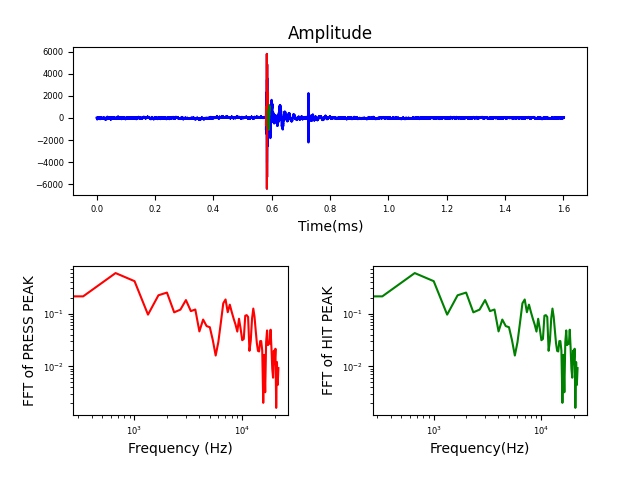 Amplitude
6000
4000
2000
0
−2000
−4000
−6000
0.0 0.2 0.4 0.6 0.8 1.0 1.2 1.4 1.6
Time(ms)
FFT of PRESS PEAK
10⁻¹
10⁻²
10³ 10⁴
Frequency (Hz)
FFT of HIT PEAK
10⁻¹
10⁻²
10³ 10⁴
Frequency(Hz)